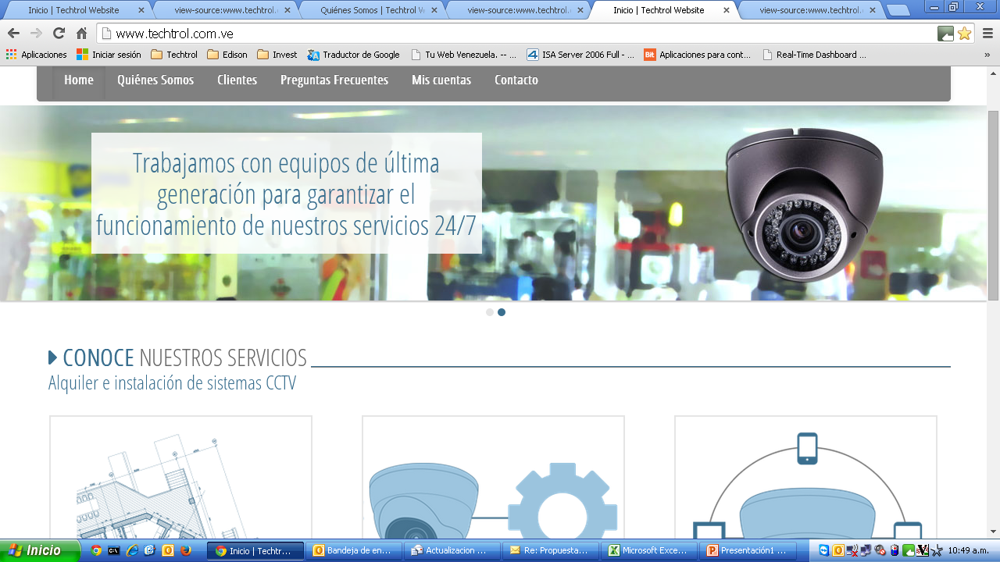 Inicio | Techtrol Website
view-source:www.techtrol.
Quiénes Somos | Techtrol W
view-source:www.techtrol.
Inicio | Techtrol Website
view-source:www.techtrol.
www.techtrol.com.ve
Aplicaciones
Iniciar sesión
Techtrol
Edison
Invest
Traductor de Google
Tu Web Venezuela. -- ...
ISA Server 2006 Full - ...
Bit
Aplicaciones para cont...
Real-Time Dashboard ...
»
Home
Quiénes Somos
Clientes
Preguntas Frecuentes
Mis cuentas
Contacto
Trabajamos con equipos de última
generación para garantizar el
funcionamiento de nuestros servicios 24/7
CONOCE NUESTROS SERVICIOS
Alquiler e instalación de sistemas CCTV
Inicio
Inicio | Techtr...
Bandeja de en...
Actualizacion ...
Re: Propuesta...
Microsoft Exce...
Presentación1 ...
10:49 a.m.